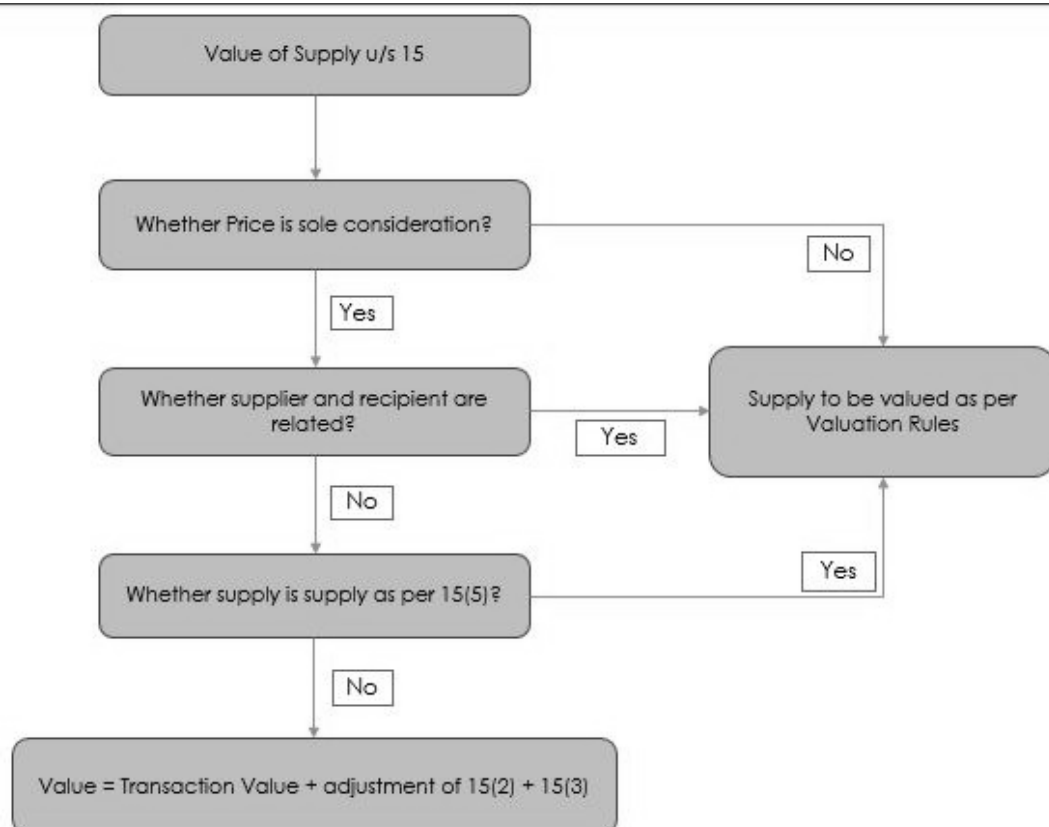 Value of Supply u/s 15
Whether Price is sole consideration?
No
Yes
Whether supplier and recipient are
related?
Yes
Supply to be valued as per
Valuation Rules
No
Whether supply is supply as per 15(5)?
Yes
No
Value = Transaction Value + adjustment of 15(2) + 15(3)